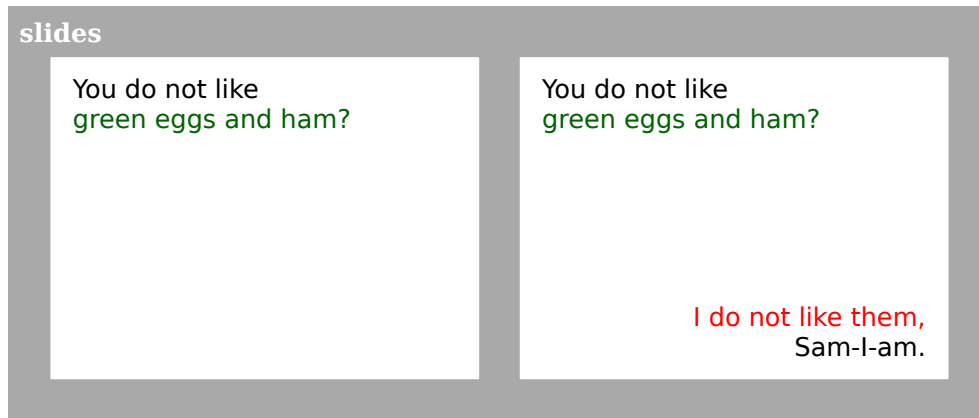 slides
You do not like
green eggs and ham?
You do not like
green eggs and ham?
I do not like them,
Sam-I-am.